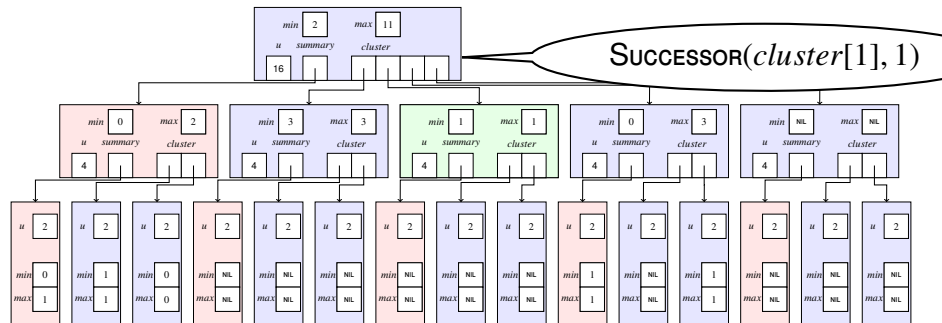 min 2 max 11
u summary cluster
16
SUCCESSOR(cluster[1], 1)
min 0 max 2
u summary cluster
4
min 3 max 3
u summary cluster
4
min 1 max 1
u summary cluster
4
min 0 max 3
u summary cluster
4
min NIL max NIL
u summary cluster
4
u 2 u 2 u 2 u 2 u 2 u 2 u 2 u 2 u 2 u 2 u 2 u 2 u 2 u 2 u 2
min 0 min 1 min 0 min NIL min NIL min NIL min NIL min NIL min NIL min 1 min NIL min 1 min NIL min NIL min NIL
max 1 max 1 max 0 max NIL max NIL max NIL max NIL max NIL max NIL max 1 max NIL max 1 max NIL max NIL max NIL